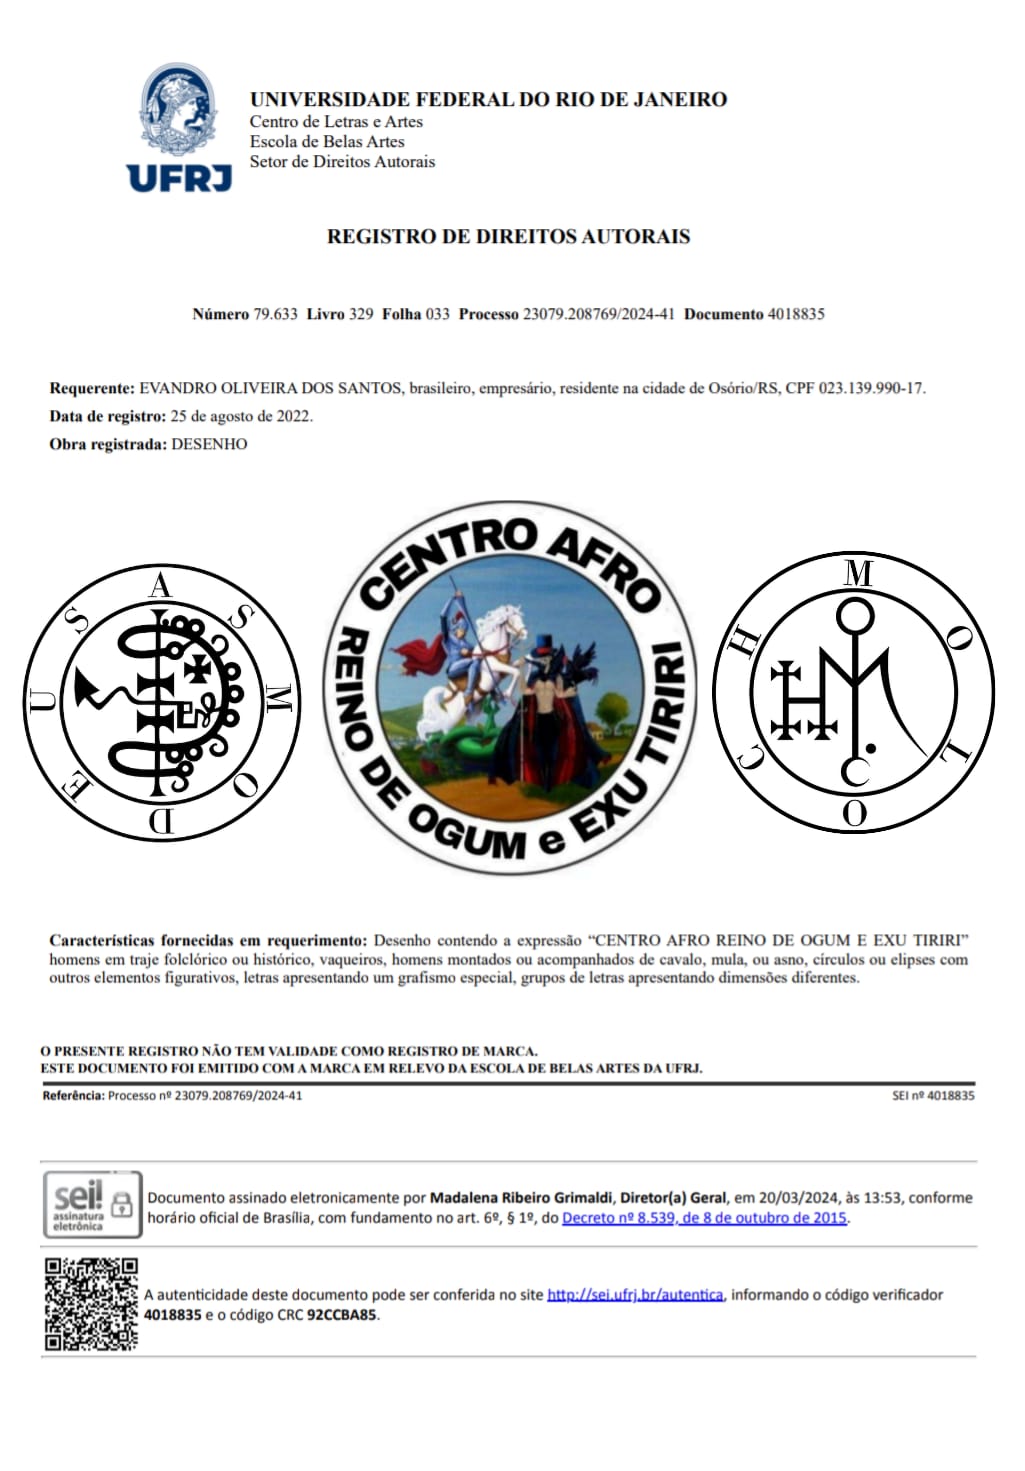 UFRJ
UNIVERSIDADE FEDERAL DO RIO DE JANEIRO
Centro de Letras e Artes
Escola de Belas Artes
Setor de Direitos Autorais
REGISTRO DE DIREITOS AUTORAIS
Número 79.633 Livro 329 Folha 033 Processo 23079.208769/2024-41 Documento 4018835
Requerente: EVANDRO OLIVEIRA DOS SANTOS, brasileiro, empresário, residente na cidade de Osório/RS, CPF 023.139.990-17.
Data de registro: 25 de agosto de 2022.
Obra registrada: DESENHO
ASMODEUS
CENTRO AFRO
REINO DE OGUM e EXU TIRIRI
MOLOCH
Características fornecidas em requerimento: Desenho contendo a expressão “CENTRO AFRO REINO DE OGUM E EXU TIRIRI”
homens em traje folclórico ou histórico, vaqueiros, homens montados ou acompanhados de cavalo, mula, ou asno, círculos ou elipses com
outros elementos figurativos, letras apresentando um grafismo especial, grupos de letras apresentando dimensões diferentes.
O PRESENTE REGISTRO NÃO TEM VALIDADE COMO REGISTRO DE MARCA.
ESTE DOCUMENTO FOI EMITIDO COM A MARCA EM RELEVO DA ESCOLA DE BELAS ARTES DA UFRJ.
Referência: Processo nº 23079.208769/2024-41 SEI nº 4018835
sei!
assinatura
eletrônica
Documento assinado eletronicamente por Madalena Ribeiro Grimaldi, Diretor(a) Geral, em 20/03/2024, às 13:53, conforme
horário oficial de Brasília, com fundamento no art. 6º, § 1º, do Decreto nº 8.539, de 8 de outubro de 2015.
A autenticidade deste documento pode ser conferida no site http://sei.ufrj.br/autentica, informando o código verificador
4018835 e o código CRC 92CCBA85.